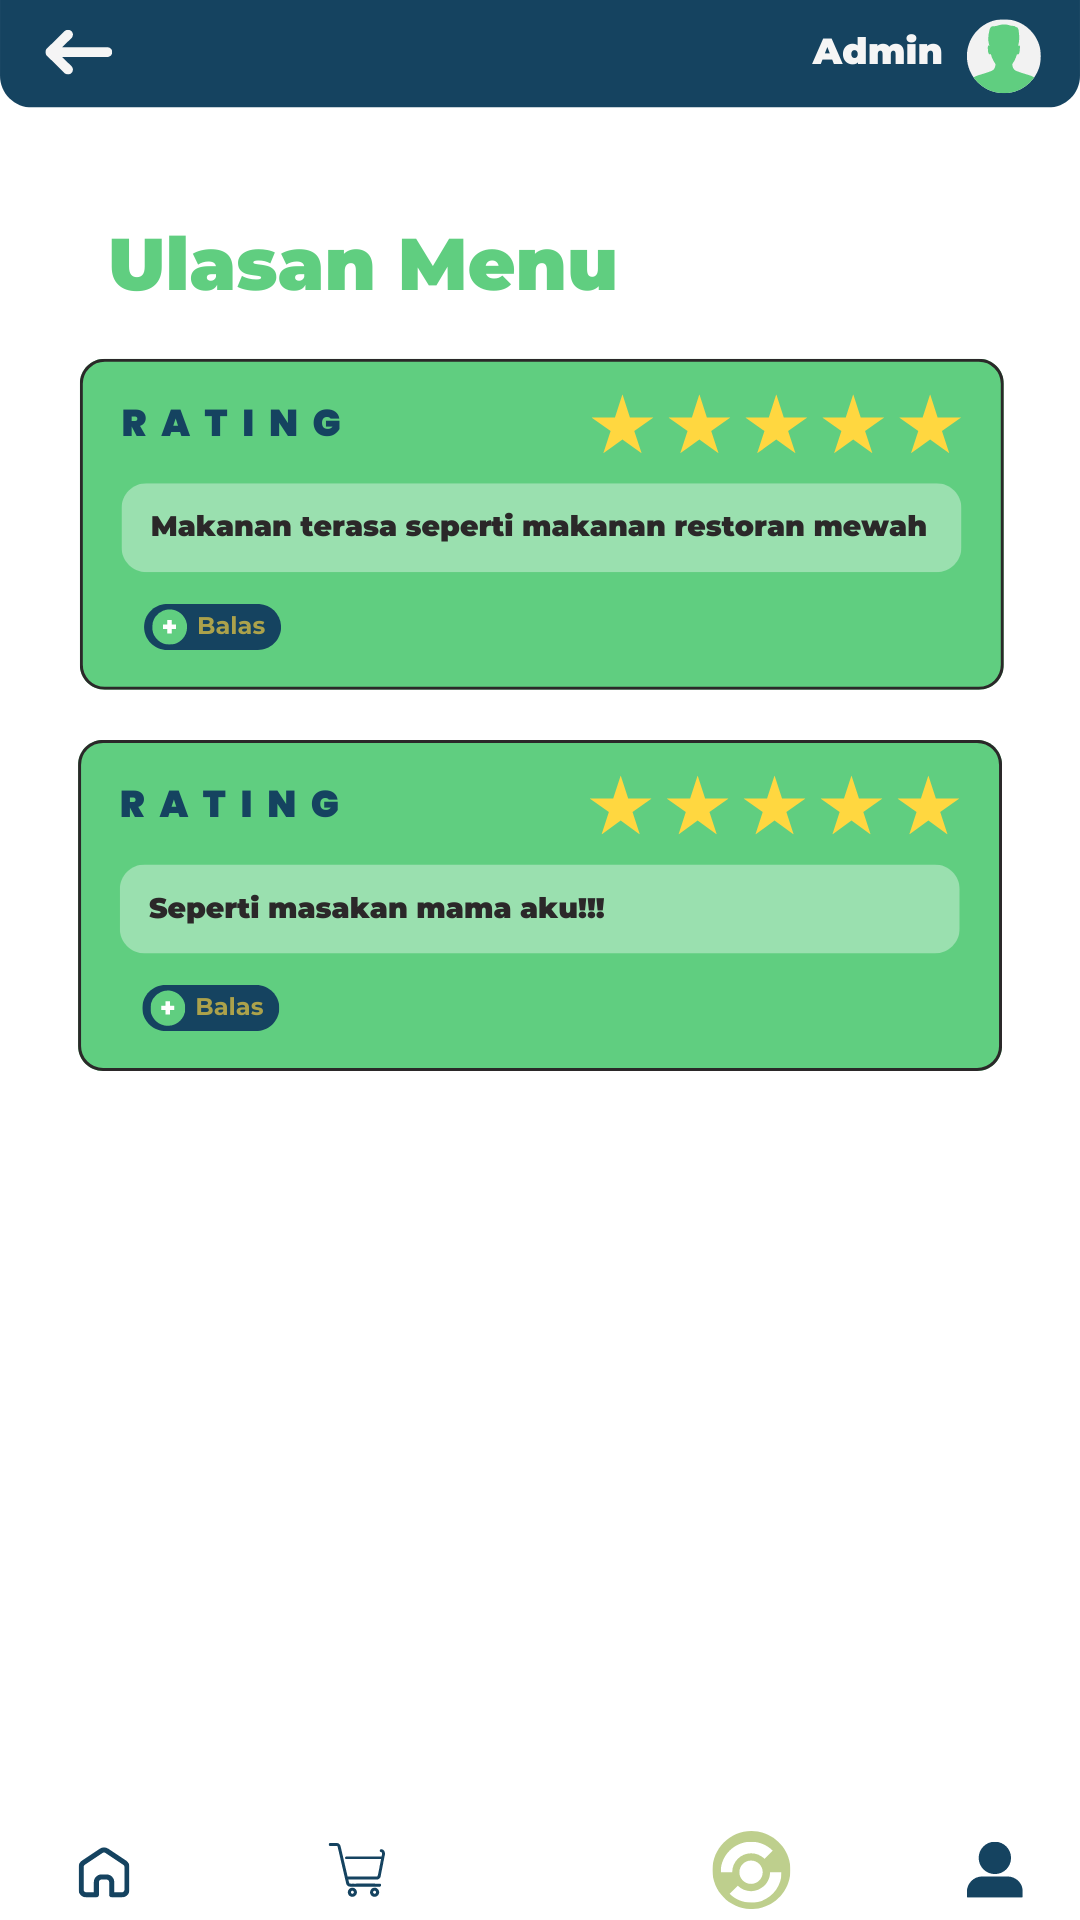 Admin
Ulasan Menu
RATING
Makanan terasa seperti makanan restoran mewah
+ Balas
RATING
Seperti masakan mama aku!!!
+ Balas